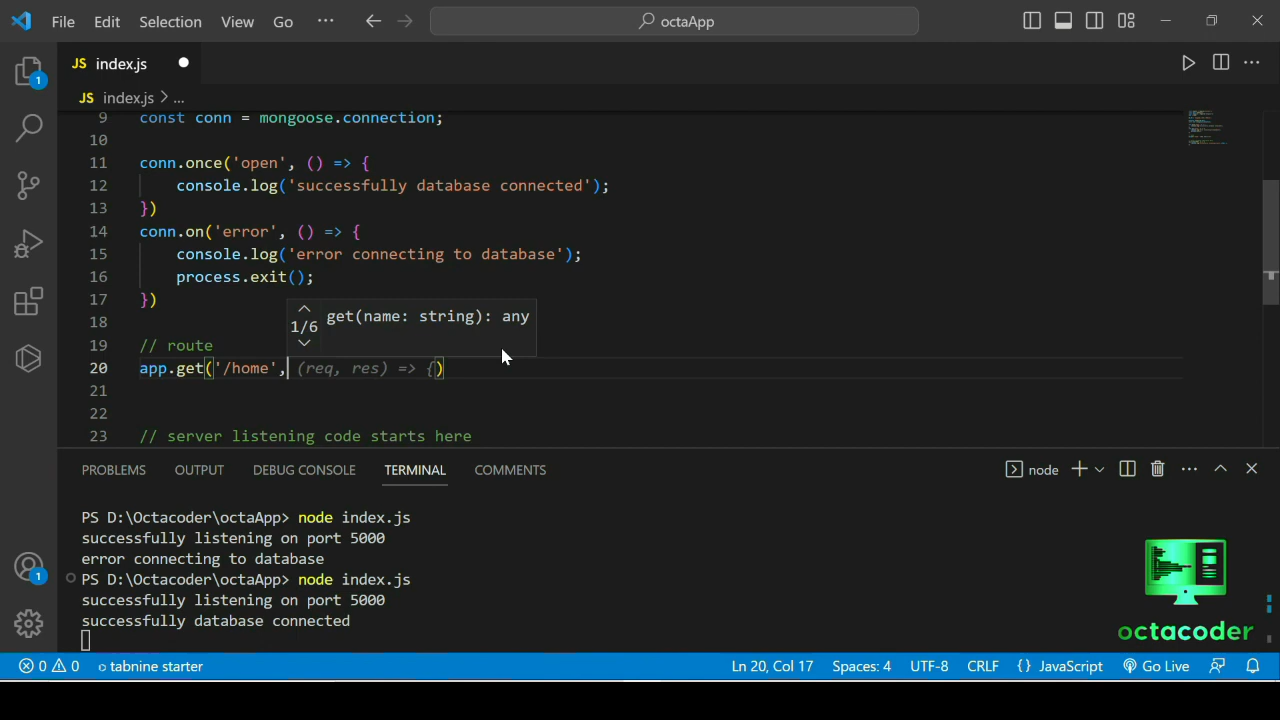 File Edit Selection View Go ··· octaApp
JS index.js
JS index.js > ...
9 const conn = mongoose.connection;
10
11 conn.once('open', () => {
12 console.log('successfully database connected');
13 })
14 conn.on('error', () => {
15 console.log('error connecting to database');
16 process.exit();
17 })
18
1/6 get(name: string): any
19 // route
20 app.get('/home', (req, res) => {)
21
22
23 // server listening code starts here
PROBLEMS OUTPUT DEBUG CONSOLE TERMINAL COMMENTS node
PS D:\Octacoder\octaApp> node index.js
successfully listening on port 5000
error connecting to database
PS D:\Octacoder\octaApp> node index.js
successfully listening on port 5000
successfully database connected
1
1
octacoder
0 0 tabnine starter Ln 20, Col 17 Spaces: 4 UTF-8 CRLF {} JavaScript Go Live